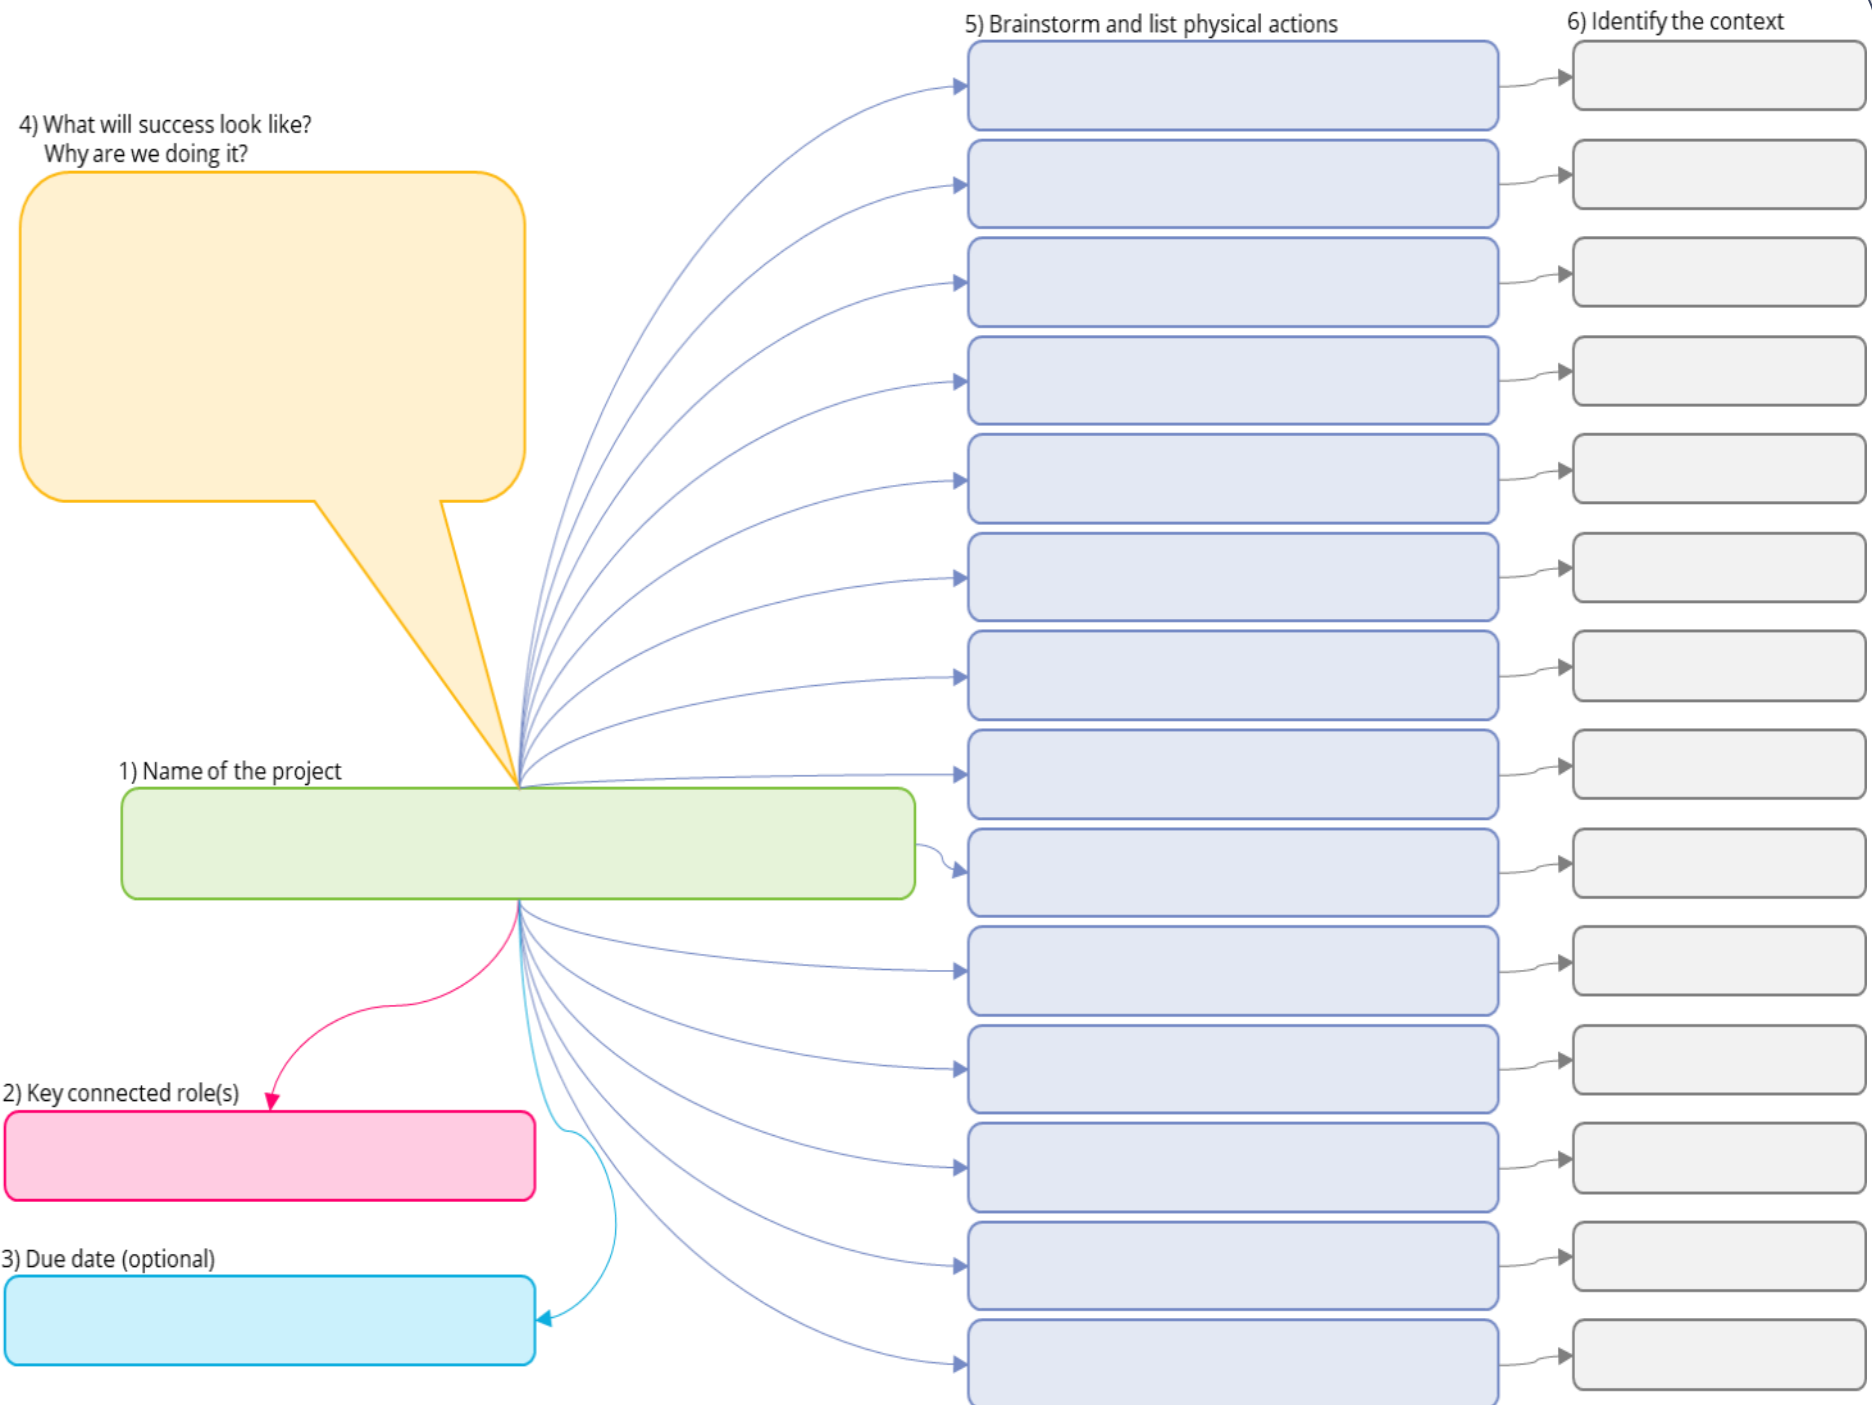 5) Brainstorm and list physical actions
6) Identify the context
4) What will success look like?
Why are we doing it?
1) Name of the project
2) Key connected role(s)
3) Due date (optional)